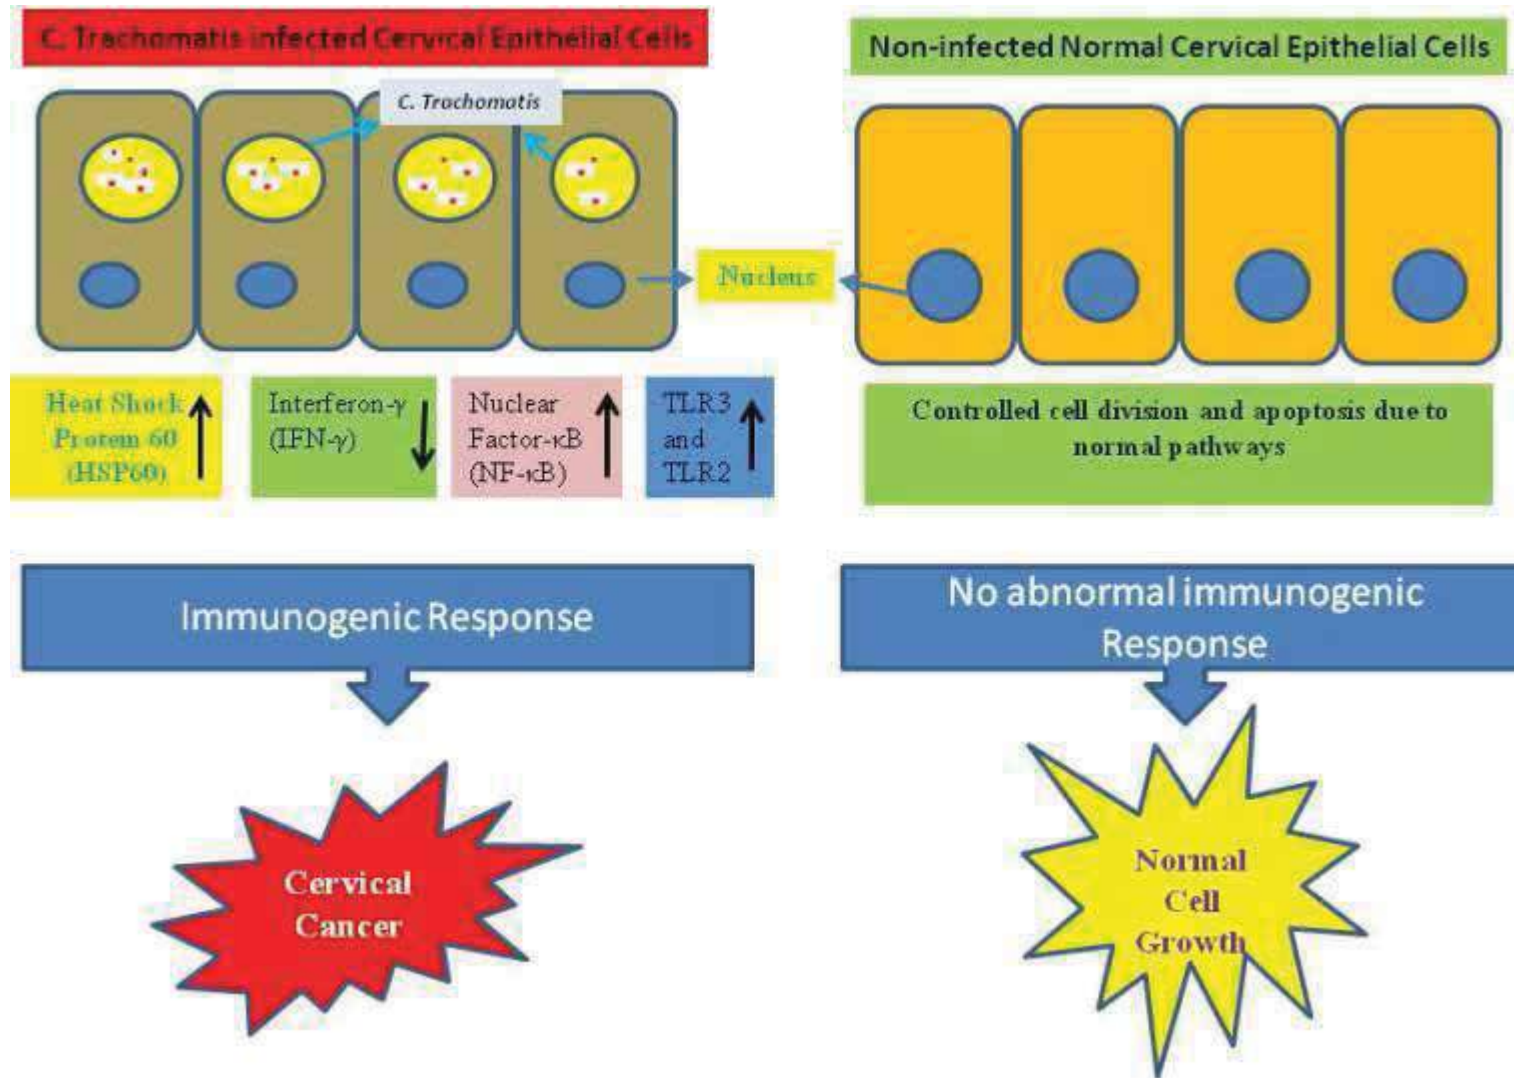 C. Trachomatis infected Cervical Epithelial Cells
Non-infected Normal Cervical Epithelial Cells
C. Trachomatis
Nucleus
Heat Shock
Protein 60
(HSP60)
Interferon-γ
(IFN-γ)
Nuclear
Factor-κB
(NF-κB)
TLR3
and
TLR2
Controlled cell division and apoptosis due to
normal pathways
Immunogenic Response
No abnormal immunogenic
Response
Cervical
Cancer
Normal
Cell
Growth